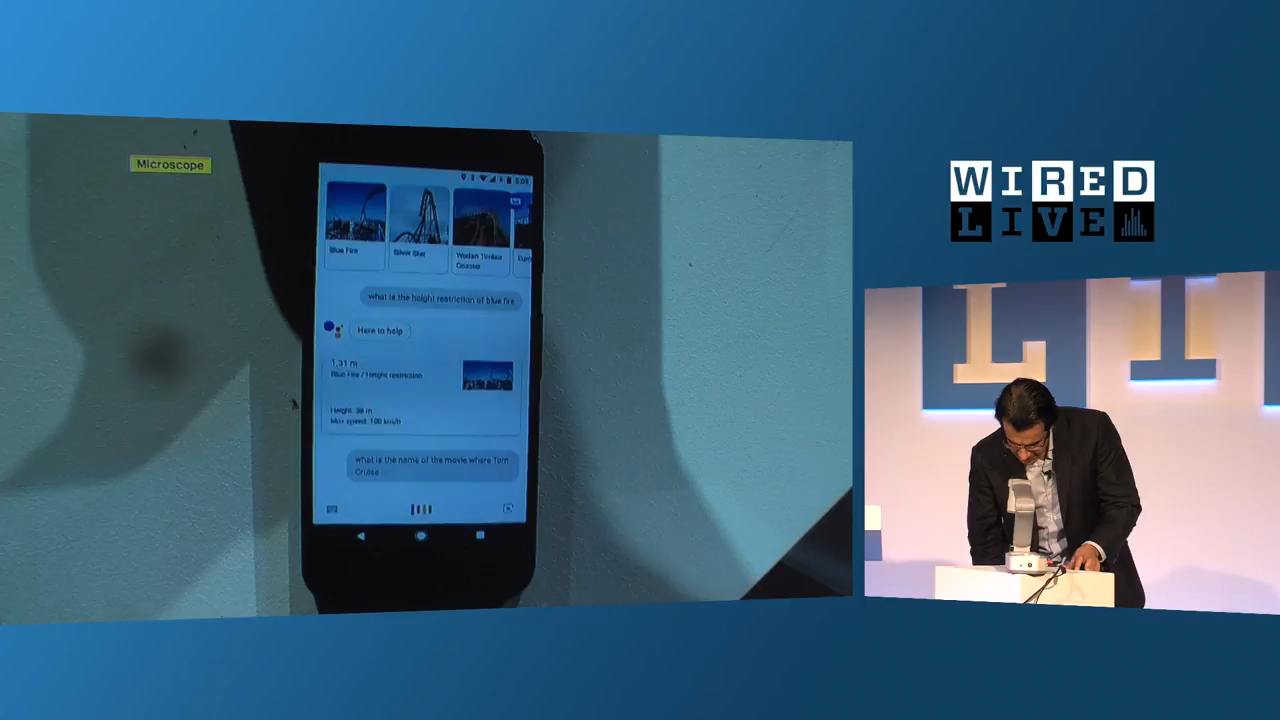 Microscope
WIRED
LIVE
5:08
Blue Fire
Silver Star
Wodan Timbur
Coaster
what is the height restriction of blue fire
Here to help
1.31 m
Blue Fire / Height restriction
Height: 38 m
Max speed: 100 km/h
what is the name of the movie where Tom
Cruise
L I